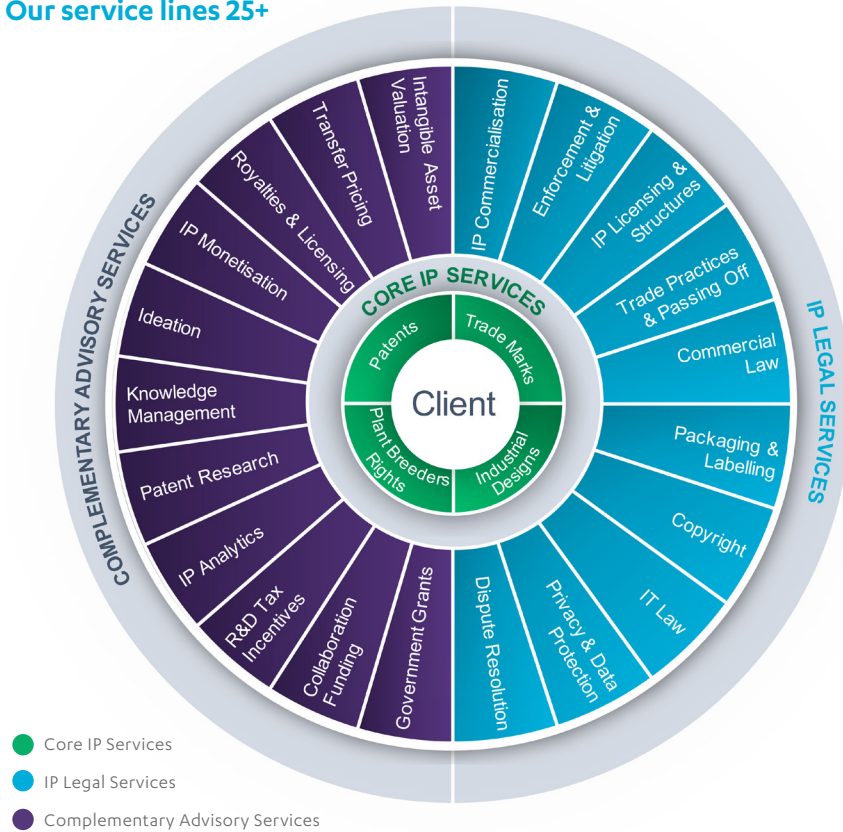 Our service lines 25+
COMPLEMENTARY ADVISORY SERVICES
Intangible Asset
Valuation
Transfer Pricing
Royalties & Licensing
IP Monetisation
Ideation
Knowledge
Management
Patent Research
IP Analytics
R&D Tax
Incentives
Collaboration
Funding
Government Grants
IP LEGAL SERVICES
IP Commercialisation
Enforcement &
Litigation
IP Licensing &
Structures
Trade Practices
& Passing Off
Commercial
Law
Packaging &
Labelling
Copyright
IT Law
Privacy & Data
Protection
Dispute Resolution
CORE IP SERVICES
Patents
Trade Marks
Plant Breeders
Rights
Industrial
Designs
Client
Core IP Services
IP Legal Services
Complementary Advisory Services